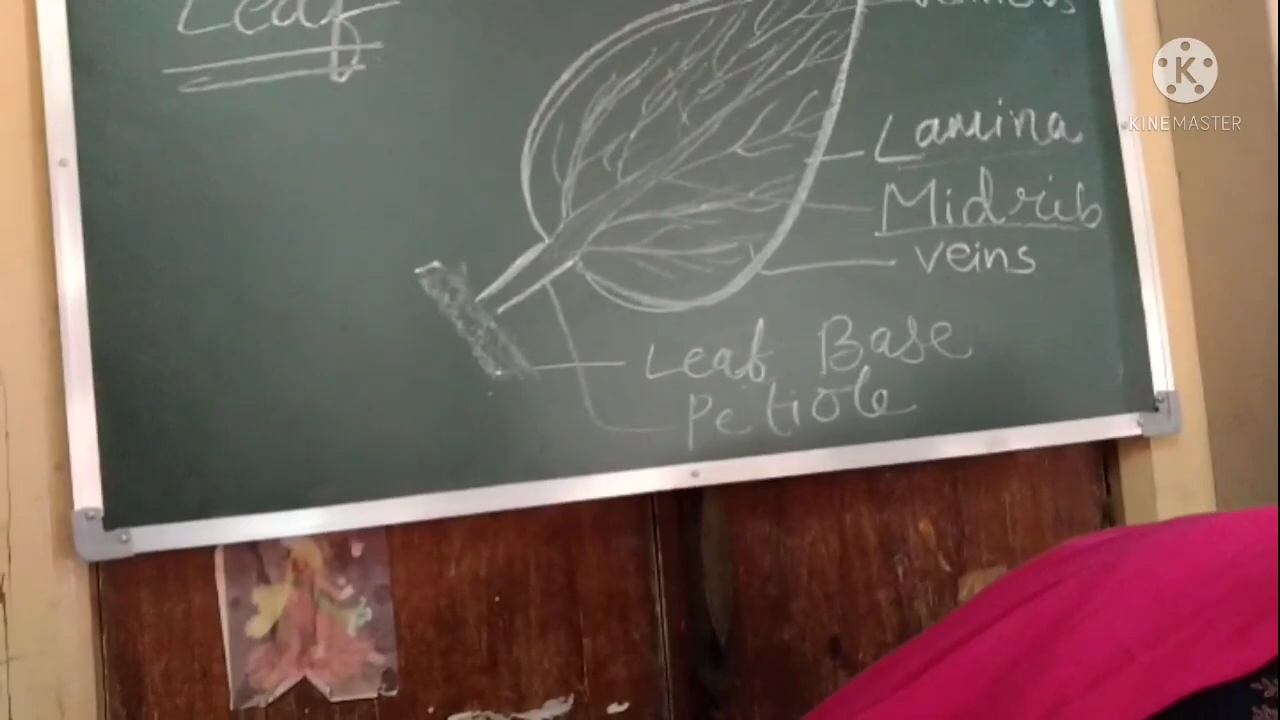 Leaf
Lamina
Midrib
veins
Leaf Base
Petiole
K
KINEMASTER